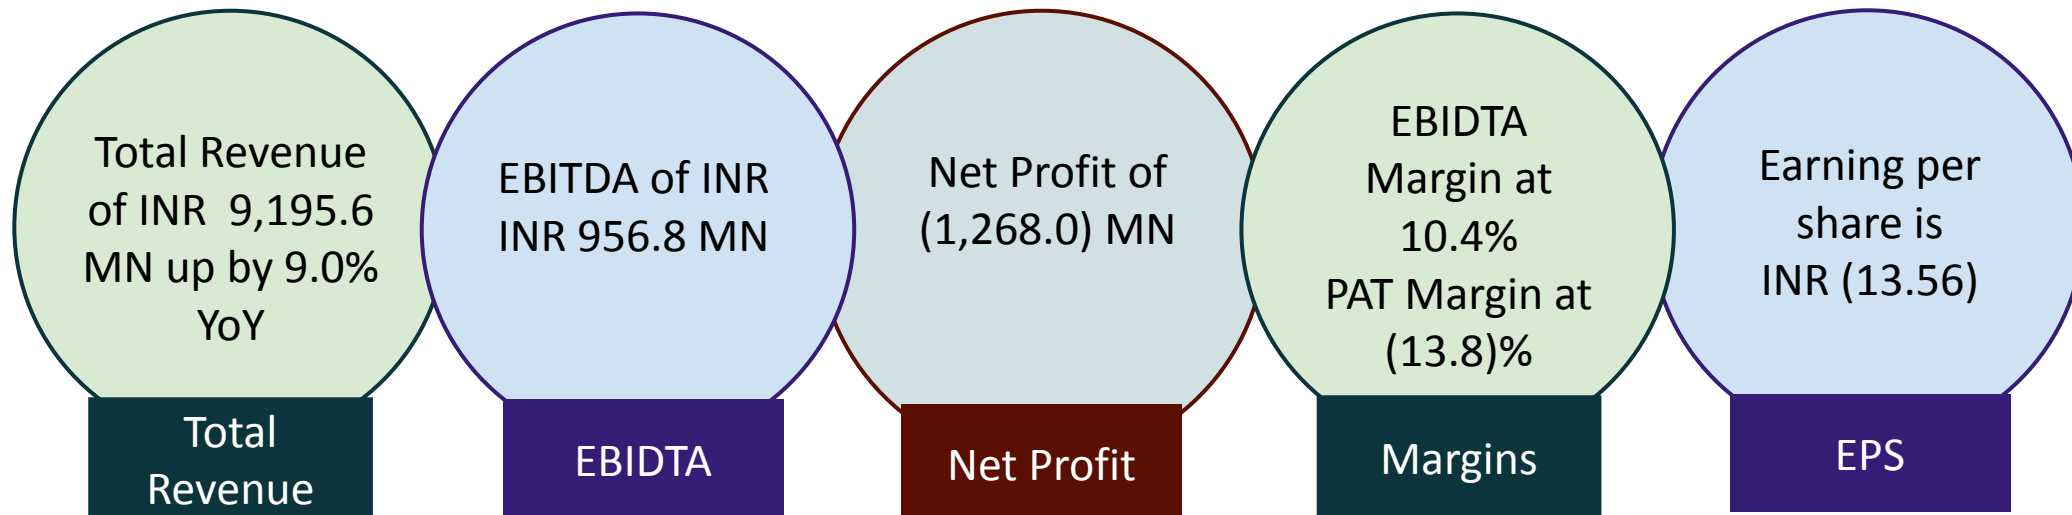 Total Revenue
of INR  9,195.6
MN up by 9.0%
YoY
Total
Revenue
EBITDA of INR
INR 956.8 MN
EBIDTA
Net Profit of
(1,268.0) MN
Net Profit
EBIDTA
Margin at
10.4%
PAT Margin at
(13.8)%
Margins
Earning per
share is
INR (13.56)
EPS